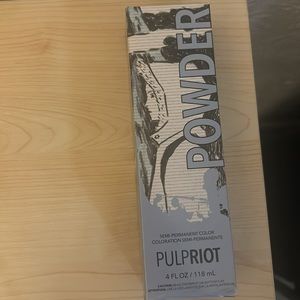 POWDER
SEMI-PERMANENT COLOR
COLORATION SEMI-PERMANENTE
PULPRIOT
4 FL OZ / 118 mL